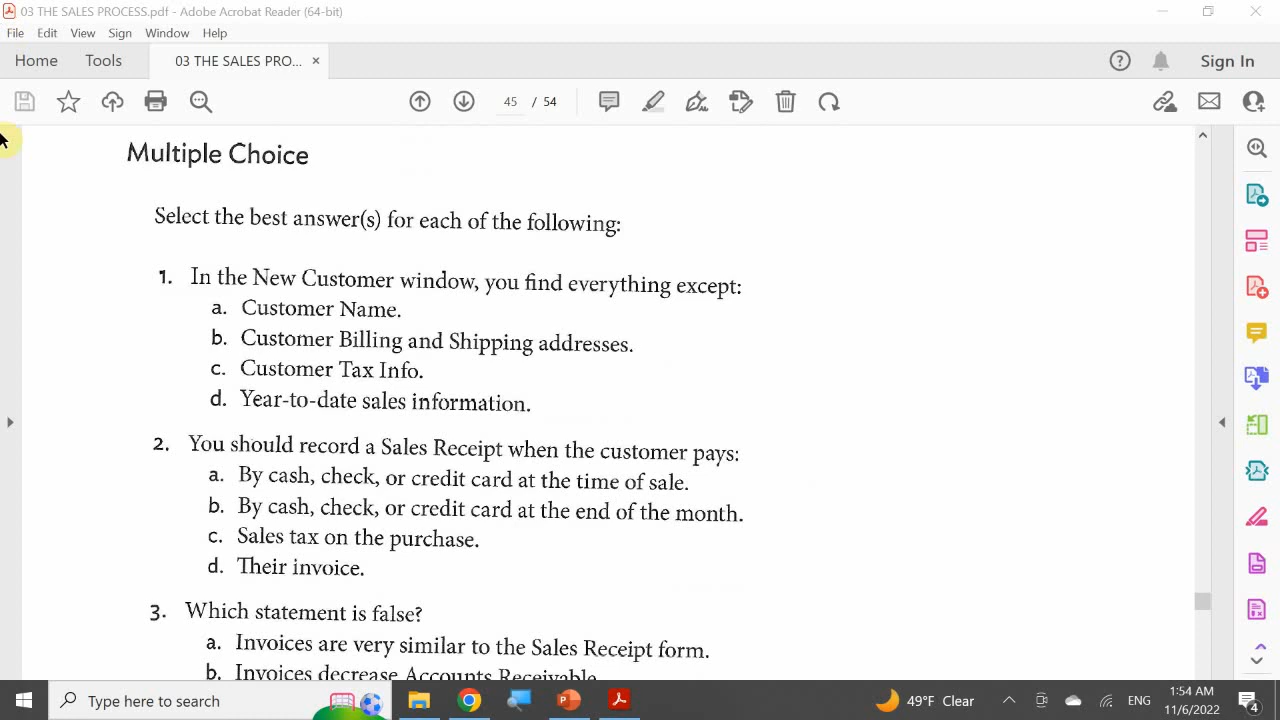 03 THE SALES PROCESS.pdf - Adobe Acrobat Reader (64-bit)
File Edit View Sign Window Help
Home Tools 03 THE SALES PRO... × Sign In
45 / 54
Multiple Choice
Select the best answer(s) for each of the following:
1. In the New Customer window, you find everything except:
a. Customer Name.
b. Customer Billing and Shipping addresses.
c. Customer Tax Info.
d. Year-to-date sales information.
2. You should record a Sales Receipt when the customer pays:
a. By cash, check, or credit card at the time of sale.
b. By cash, check, or credit card at the end of the month.
c. Sales tax on the purchase.
d. Their invoice.
3. Which statement is false?
a. Invoices are very similar to the Sales Receipt form.
b. Invoices decrease Accounts Receivable.
Type here to search
49°F Clear
ENG
1:54 AM
11/6/2022
4